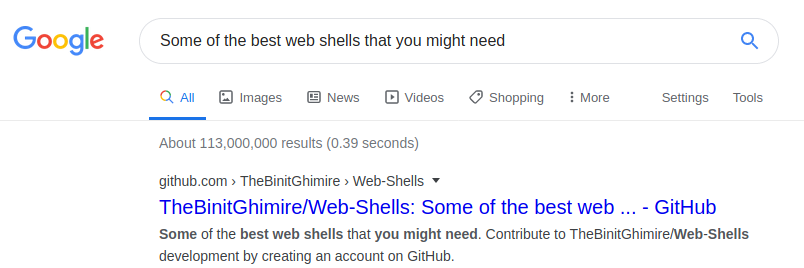 Google
Some of the best web shells that you might need
All Images News Videos Shopping More Settings Tools
About 113,000,000 results (0.39 seconds)
github.com › TheBinitGhimire › Web-Shells
TheBinitGhimire/Web-Shells: Some of the best web ... - GitHub
Some of the best web shells that you might need. Contribute to TheBinitGhimire/Web-Shells
development by creating an account on GitHub.